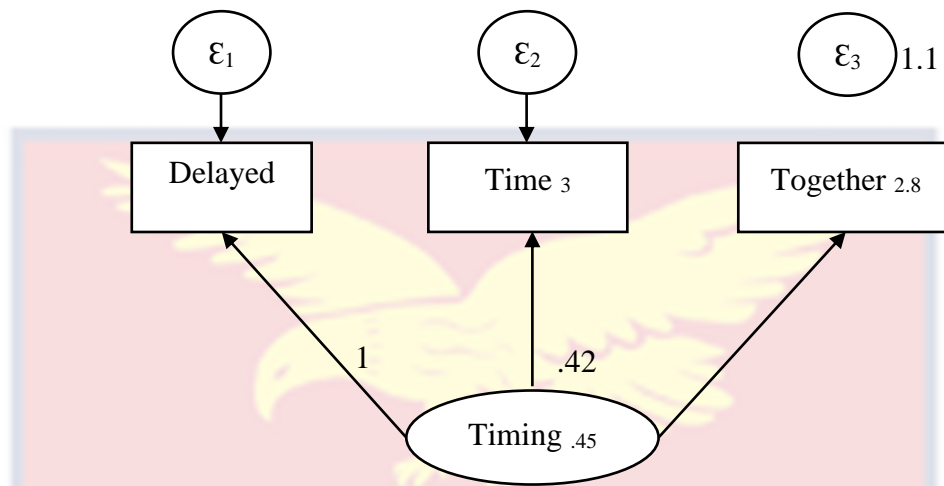 ε₁ ε₂ ε₃ 1.1
Delayed Time 3 Together 2.8
1 .42
Timing .45